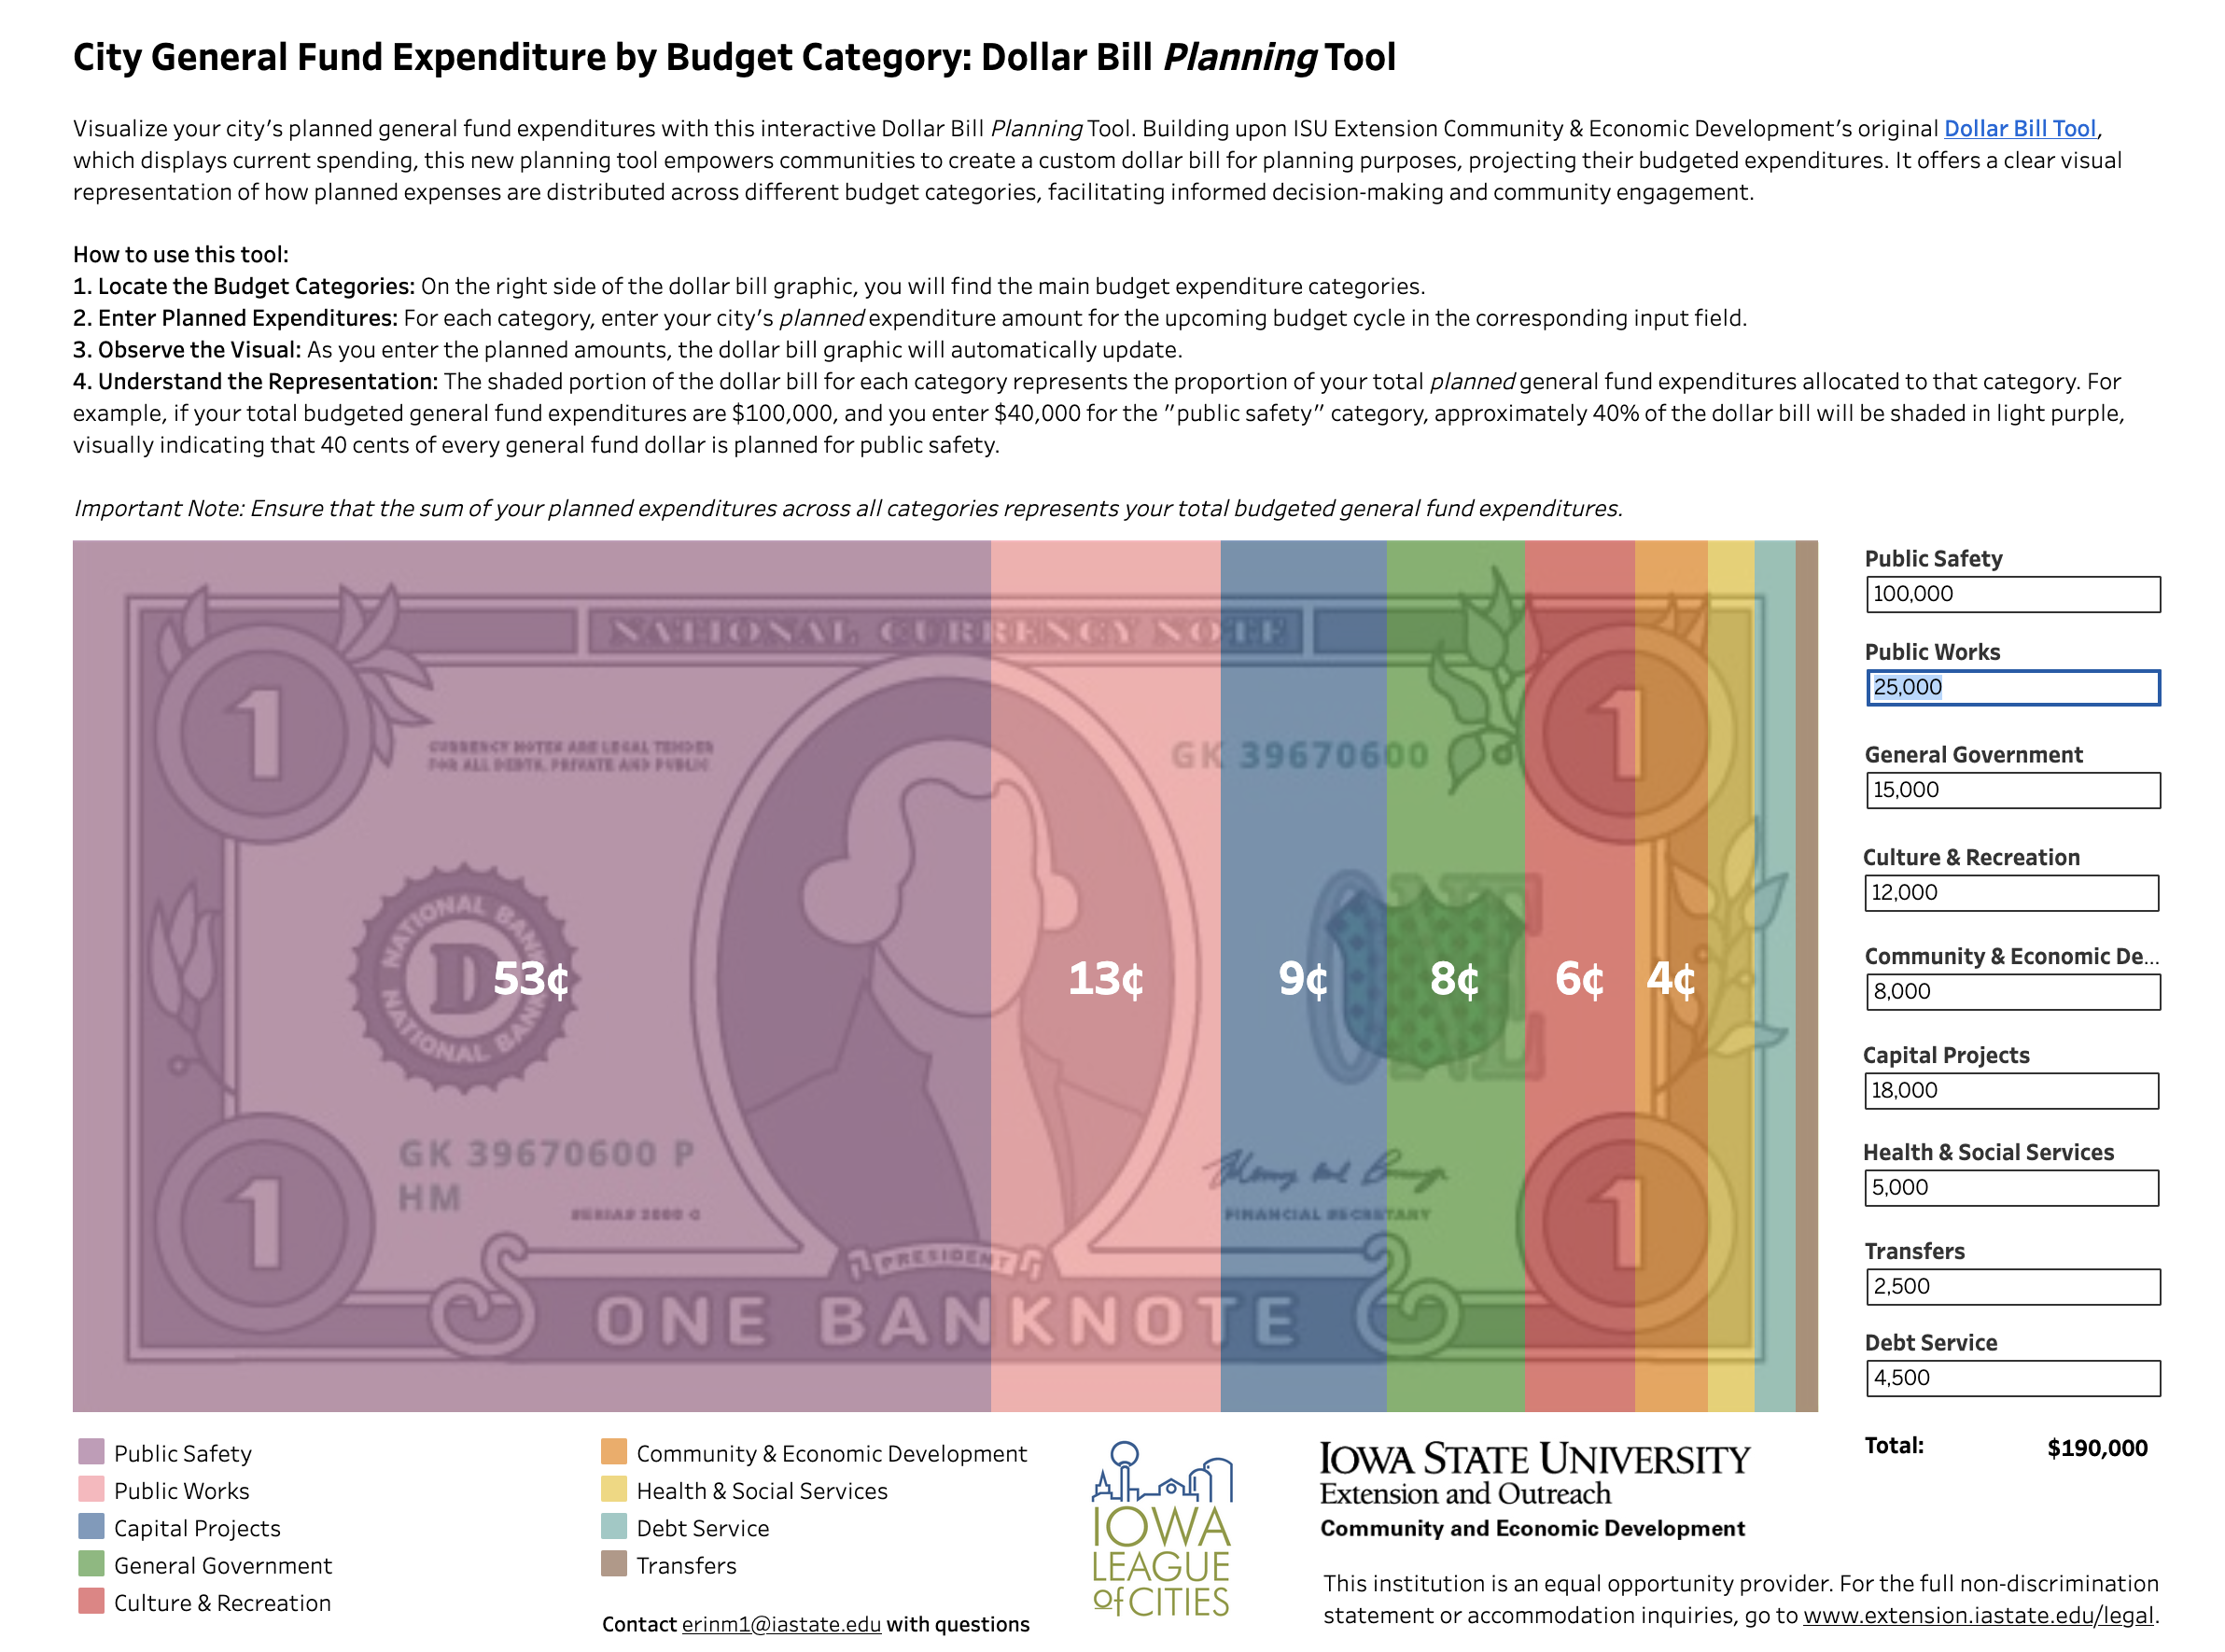 City General Fund Expenditure by Budget Category: Dollar Bill Planning Tool
Visualize your city's planned general fund expenditures with this interactive Dollar Bill Planning Tool. Building upon ISU Extension Community & Economic Development's original Dollar Bill Tool,
which displays current spending, this new planning tool empowers communities to create a custom dollar bill for planning purposes, projecting their budgeted expenditures. It offers a clear visual
representation of how planned expenses are distributed across different budget categories, facilitating informed decision-making and community engagement.
How to use this tool:
1. Locate the Budget Categories: On the right side of the dollar bill graphic, you will find the main budget expenditure categories.
2. Enter Planned Expenditures: For each category, enter your city's planned expenditure amount for the upcoming budget cycle in the corresponding input field.
3. Observe the Visual: As you enter the planned amounts, the dollar bill graphic will automatically update.
4. Understand the Representation: The shaded portion of the dollar bill for each category represents the proportion of your total planned general fund expenditures allocated to that category. For
example, if your total budgeted general fund expenditures are $100,000, and you enter $40,000 for the "public safety" category, approximately 40% of the dollar bill will be shaded in light purple,
visually indicating that 40 cents of every general fund dollar is planned for public safety.
Important Note: Ensure that the sum of your planned expenditures across all categories represents your total budgeted general fund expenditures.
NATIONAL CURRENCY NOTE
1
1
CURRENCY NOTES ARE LEGAL TENDER
FOR ALL DEBTS, PRIVATE AND PUBLIC
GK 39670600
NATIONAL BANK
D
NATIONAL BANK
ONE
53¢
13¢
9¢
8¢
6¢
4¢
GK 39670600 P
HM
SERIAS 2800 C
FINANCIAL SECRETARY
1
1
PRESIDENT
ONE BANKNOTE
Public Safety
100,000
Public Works
25,000
General Government
15,000
Culture & Recreation
12,000
Community & Economic De...
8,000
Capital Projects
18,000
Health & Social Services
5,000
Transfers
2,500
Debt Service
4,500
Total: $190,000
Public Safety
Public Works
Capital Projects
General Government
Culture & Recreation
Community & Economic Development
Health & Social Services
Debt Service
Transfers
Contact erinm1@iastate.edu with questions
IOWA
LEAGUE
of CITIES
IOWA STATE UNIVERSITY
Extension and Outreach
Community and Economic Development
This institution is an equal opportunity provider. For the full non-discrimination
statement or accommodation inquiries, go to www.extension.iastate.edu/legal.